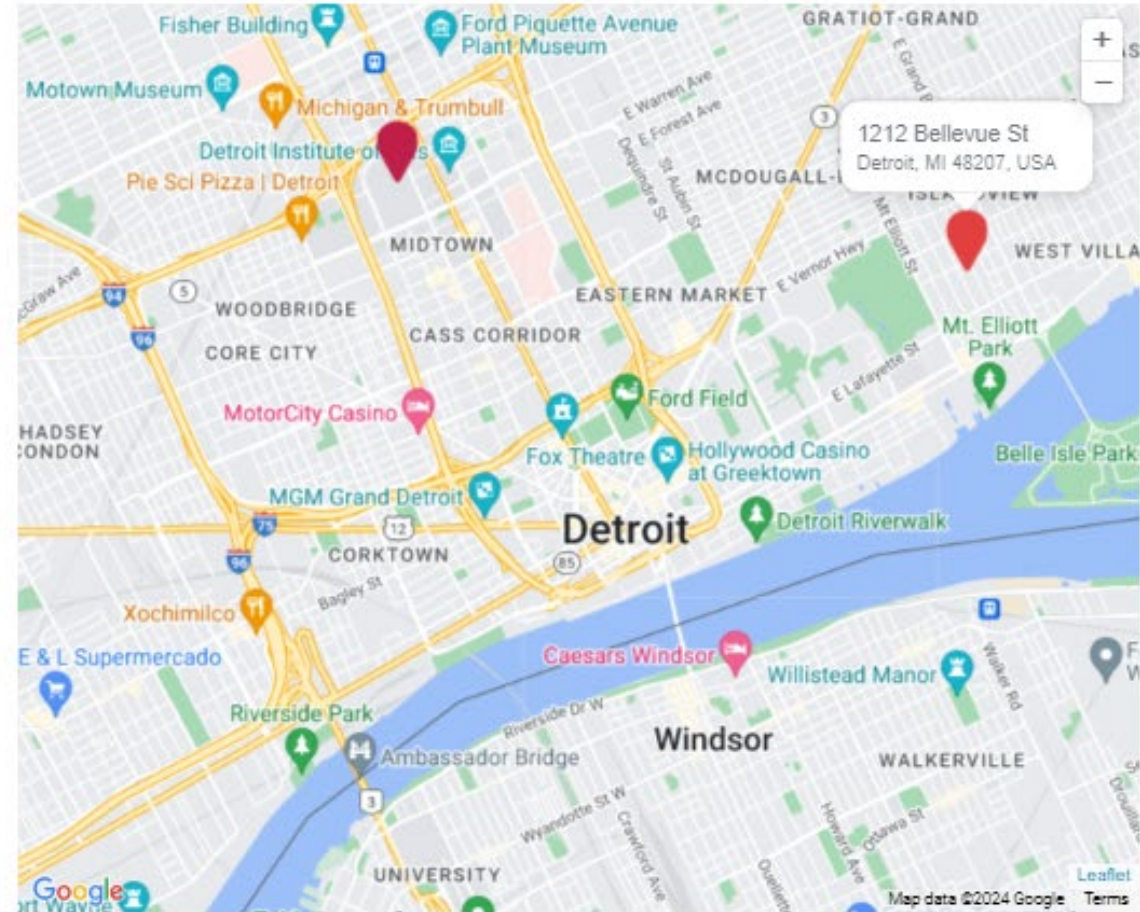 Fisher Building
Ford Piquette Avenue
Plant Museum
GRATIOT-GRAND
+
−
Motown Museum
Michigan & Trumbull
E Warren Ave
E Forest Ave
3
1212 Bellevue St
Detroit, MI 48207, USA
Detroit Institute of
Pie Sci Pizza | Detroit
Dequindre St
St Aubin St
Mt Elliott St
WEST VILLA
MIDTOWN
E Vernor Hwy
EASTERN MARKET
94
5
WOODBRIDGE
96
CASS CORRIDOR
CORE CITY
Mt. Elliott
Park
E Lafayette St
MotorCity Casino
Ford Field
HADSEY
CONDON
Fox Theatre
Hollywood Casino
at Greektown
Belle Isle Park
MGM Grand Detroit
75
12
Detroit
Detroit Riverwalk
96
CORKTOWN
85
Bagley St
Xochimilco
E & L Supermercado
Caesars Windsor
Willistead Manor
Walker Rd
Riverside Park
Riverside Dr W
Windsor
Ambassador Bridge
WALKERVILLE
3
Wyandotte St W
Crawford Ave
Howard Ave
Ottawa St
UNIVERSITY
Leaflet
Google
Map data ©2024 Google
Terms